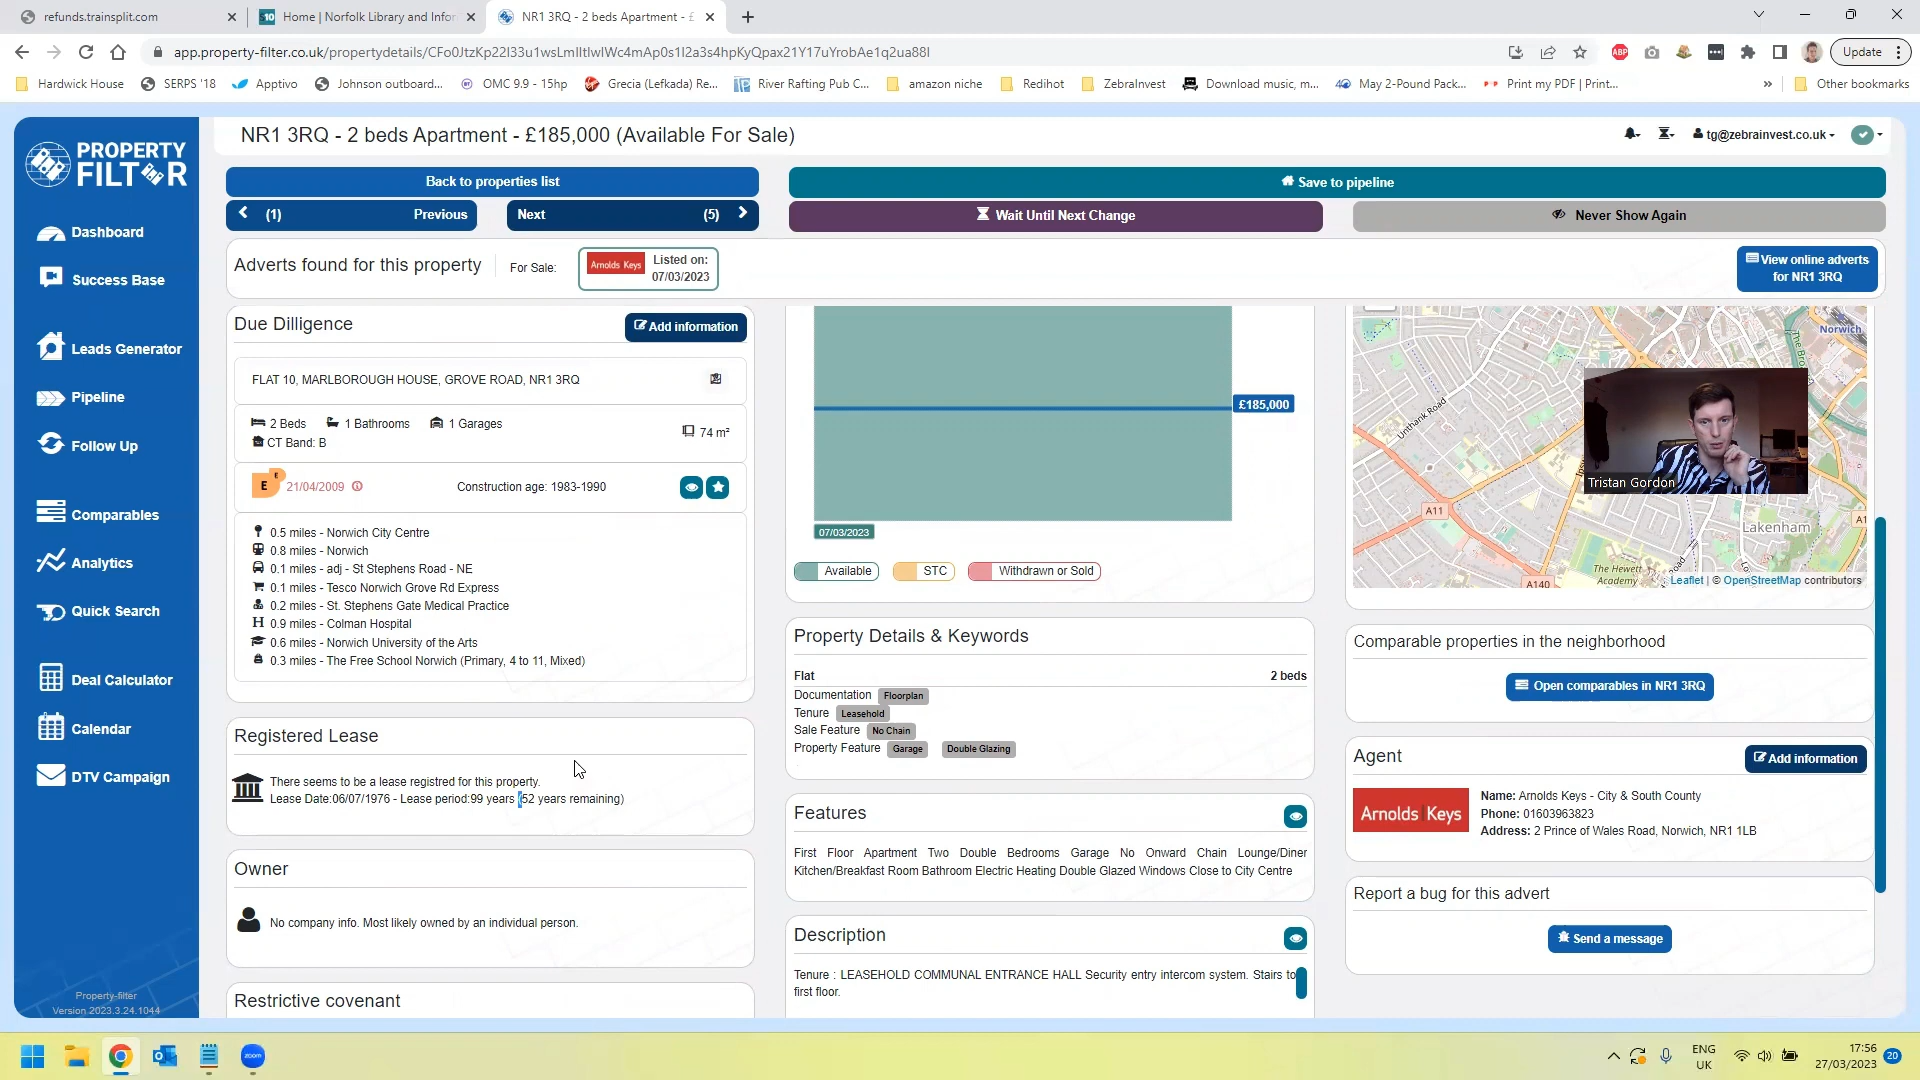 refunds.trainsplit.com
Home | Norfolk Library and Infor
NR1 3RQ - 2 beds Apartment - £
app.property-filter.co.uk/propertydetails/CFo0JtzKp22I33u1wsLmIltIwIWc4mAp0s1I2a3s4hpKyQpax21Y17uYrobAe1q2ua88I
Update
Hardwick House
SERPS '18
Apptivo
Johnson outboard...
OMC 9.9 - 15hp
Grecia (Lefkada) Re...
River Rafting Pub C...
amazon niche
Redihot
ZebraInvest
Download music, m...
May 2-Pound Pack...
Print my PDF | Print...
Other bookmarks
PROPERTY
FILTER
NR1 3RQ - 2 beds Apartment - £185,000 (Available For Sale)
tg@zebrainvest.co.uk
Back to properties list
Save to pipeline
(1) Previous
Next (5)
Wait Until Next Change
Never Show Again
Adverts found for this property
For Sale:
Arnolds Keys
Listed on:
07/03/2023
View online adverts
for NR1 3RQ
Dashboard
Success Base
Leads Generator
Pipeline
Follow Up
Comparables
Analytics
Quick Search
Deal Calculator
Calendar
DTV Campaign
Property-filter
Version 2023.3.24.1044
Due Dilligence
Add information
FLAT 10, MARLBOROUGH HOUSE, GROVE ROAD, NR1 3RQ
2 Beds 1 Bathrooms 1 Garages
CT Band: B
74 m²
E E 21/04/2009
Construction age: 1983-1990
0.5 miles - Norwich City Centre
0.8 miles - Norwich
0.1 miles - adj - St Stephens Road - NE
0.1 miles - Tesco Norwich Grove Rd Express
0.2 miles - St. Stephens Gate Medical Practice
H 0.9 miles - Colman Hospital
0.6 miles - Norwich University of the Arts
0.3 miles - The Free School Norwich (Primary, 4 to 11, Mixed)
Registered Lease
There seems to be a lease registred for this property.
Lease Date:06/07/1976 - Lease period:99 years (52 years remaining)
Owner
No company info. Most likely owned by an individual person.
Restrictive covenant
£185,000
07/03/2023
Available
STC
Withdrawn or Sold
Property Details & Keywords
Flat 2 beds
Documentation Floorplan
Tenure Leasehold
Sale Feature No Chain
Property Feature Garage Double Glazing
Features
First Floor Apartment Two Double Bedrooms Garage No Onward Chain Lounge/Diner
Kitchen/Breakfast Room Bathroom Electric Heating Double Glazed Windows Close to City Centre
Description
Tenure : LEASEHOLD COMMUNAL ENTRANCE HALL Security entry intercom system. Stairs to
first floor.
Norwich
Unthank Road
Tristan Gordon
A11
Lakenham
The Hewett
Academy
A140
Leaflet | © OpenStreetMap contributors
Comparable properties in the neighborhood
Open comparables in NR1 3RQ
Agent
Add information
Arnolds Keys
Name: Arnolds Keys - City & South County
Phone: 01603963823
Address: 2 Prince of Wales Road, Norwich, NR1 1LB
Report a bug for this advert
Send a message
zoom
ENG
UK
17:56
27/03/2023
20